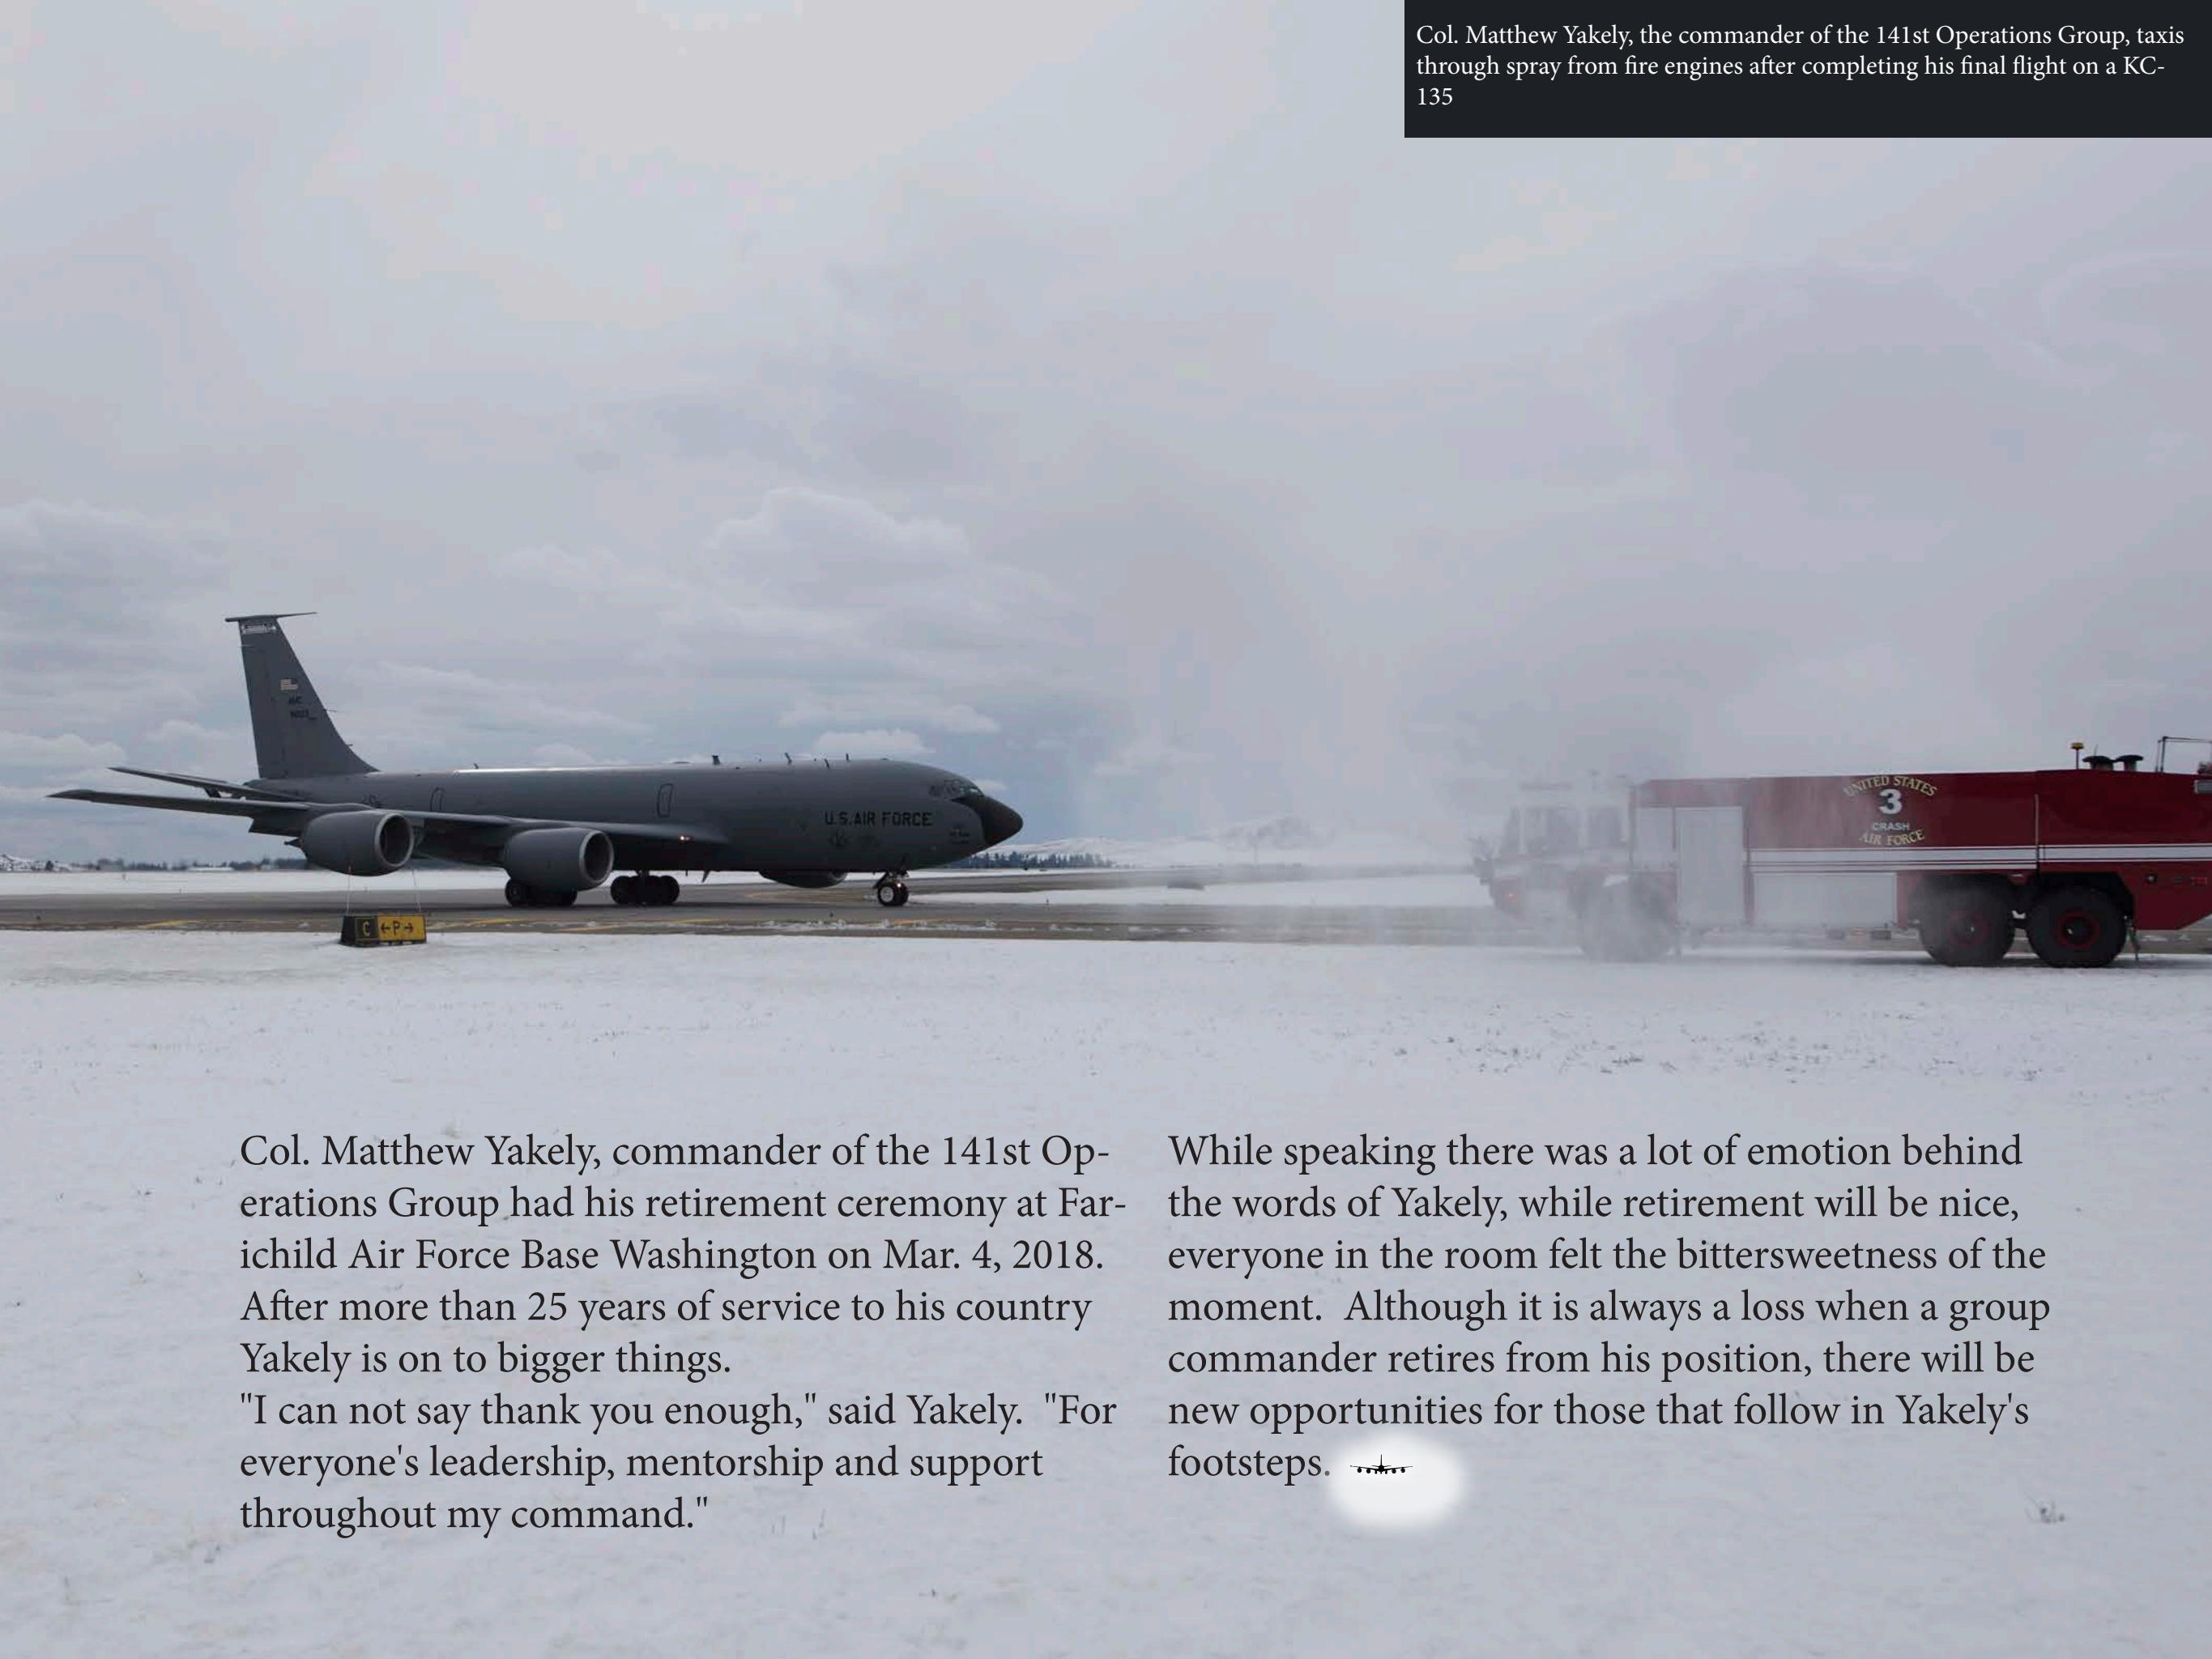 Col. Matthew Yakely, the commander of the 141st Operations Group, taxis
through spray from fire engines after completing his final flight on a KC-
135
U.S. AIR FORCE
UNITED STATES
3
CRASH
AIR FORCE
C ←P→
Col. Matthew Yakely, commander of the 141st Op-
erations Group had his retirement ceremony at Far-
ichild Air Force Base Washington on Mar. 4, 2018.
After more than 25 years of service to his country
Yakely is on to bigger things.
"I can not say thank you enough," said Yakely.  "For
everyone's leadership, mentorship and support
throughout my command."
While speaking there was a lot of emotion behind
the words of Yakely, while retirement will be nice,
everyone in the room felt the bittersweetness of the
moment.  Although it is always a loss when a group
commander retires from his position, there will be
new opportunities for those that follow in Yakely's
footsteps.